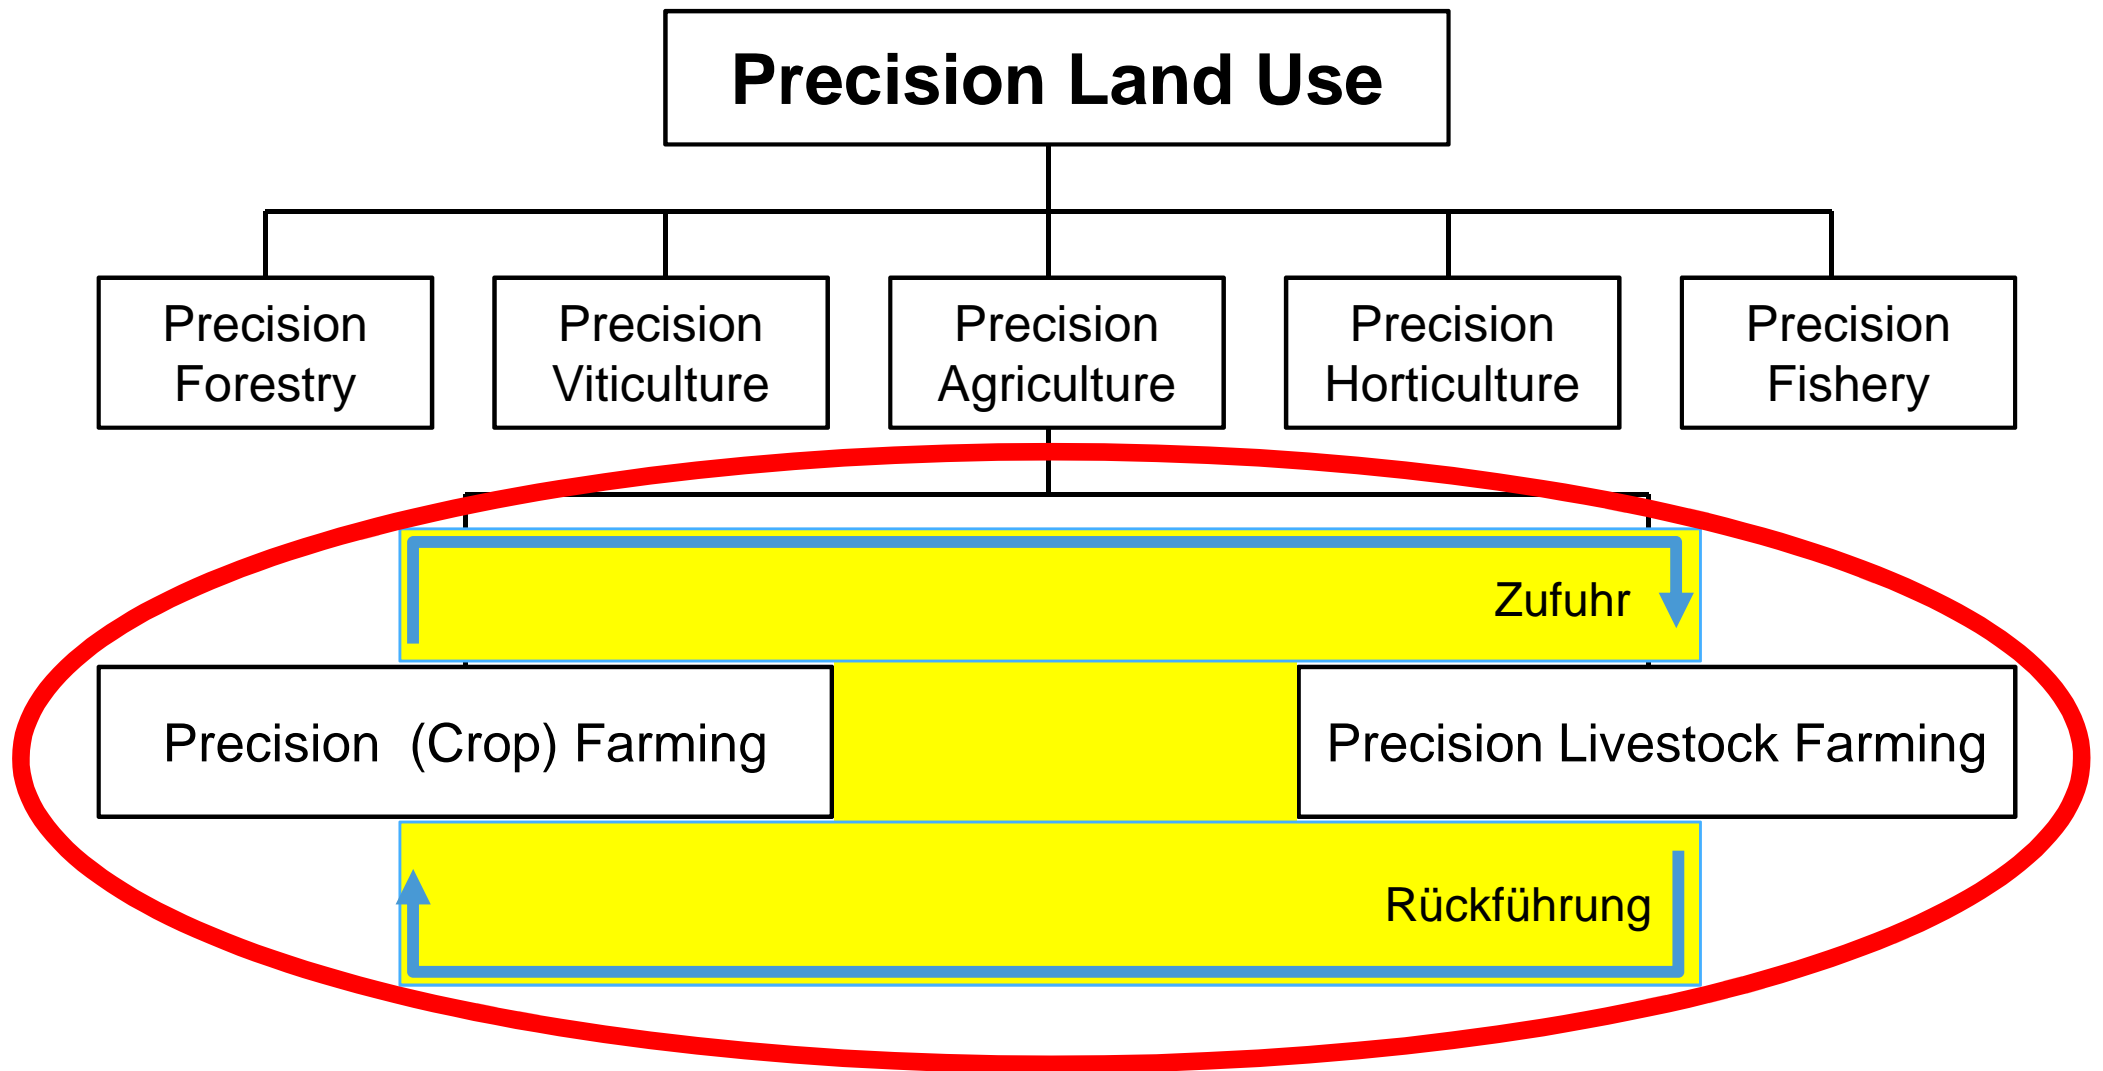 Precision Land Use
Precision
Forestry
Precision
Viticulture
Precision
Agriculture
Precision
Horticulture
Precision
Fishery
Zufuhr
Precision  (Crop) Farming
Precision Livestock Farming
Rückführung